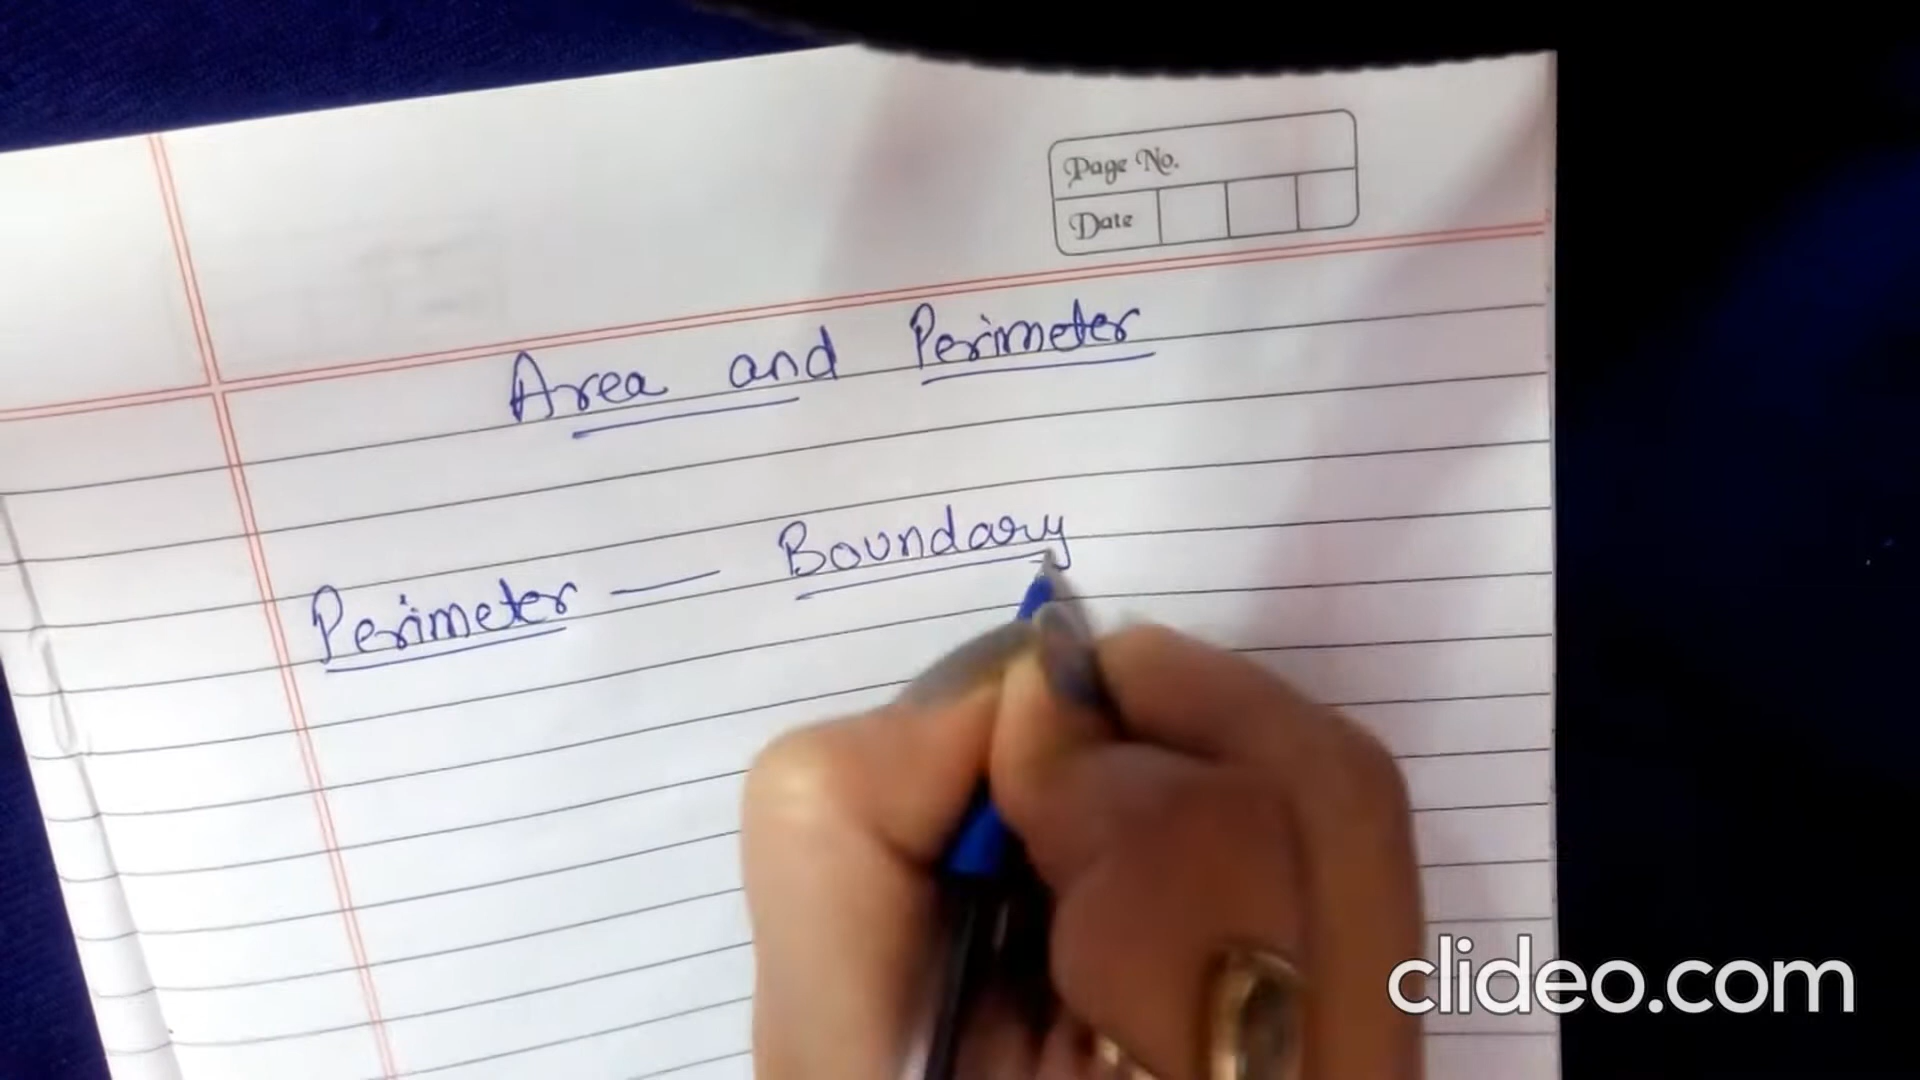 Page No.
Date
Area and Perimeter
Perimeter — Boundary
clideo.com